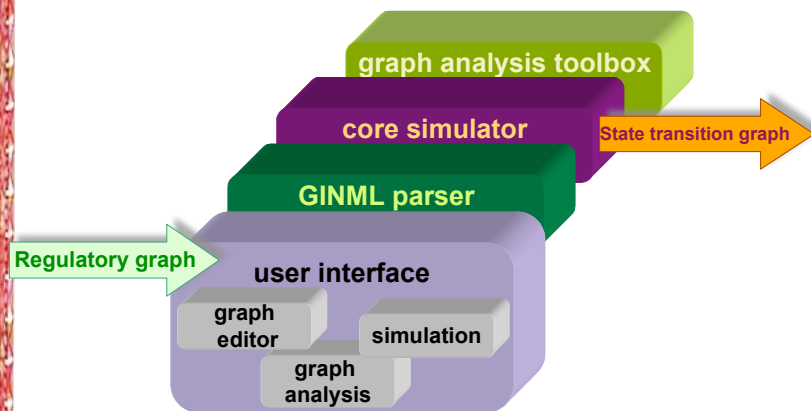 graph analysis toolbox
core simulator
State transition graph
GINML parser
Regulatory graph
user interface
graph
editor
simulation
graph
analysis